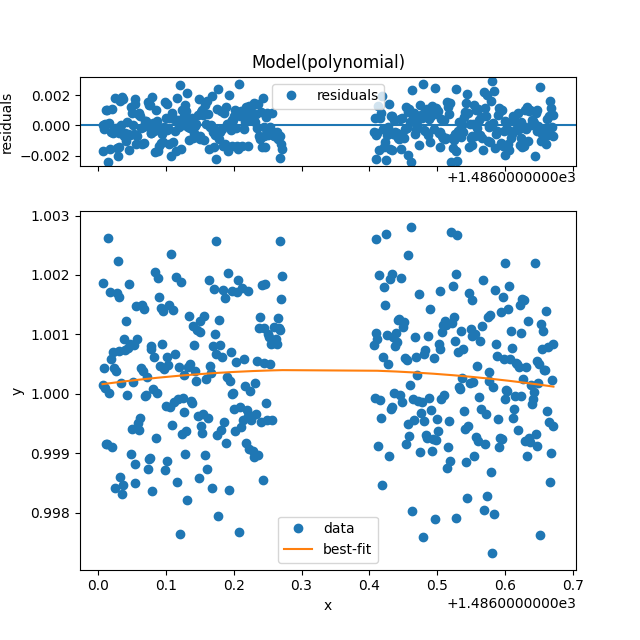 Model(polynomial)
residuals
0.002
0.000
−0.002
residuals
+1.4860000000e3
y
1.003
1.002
1.001
1.000
0.999
0.998
data
best-fit
0.0 0.1 0.2 0.3 0.4 0.5 0.6 0.7
x
+1.4860000000e3